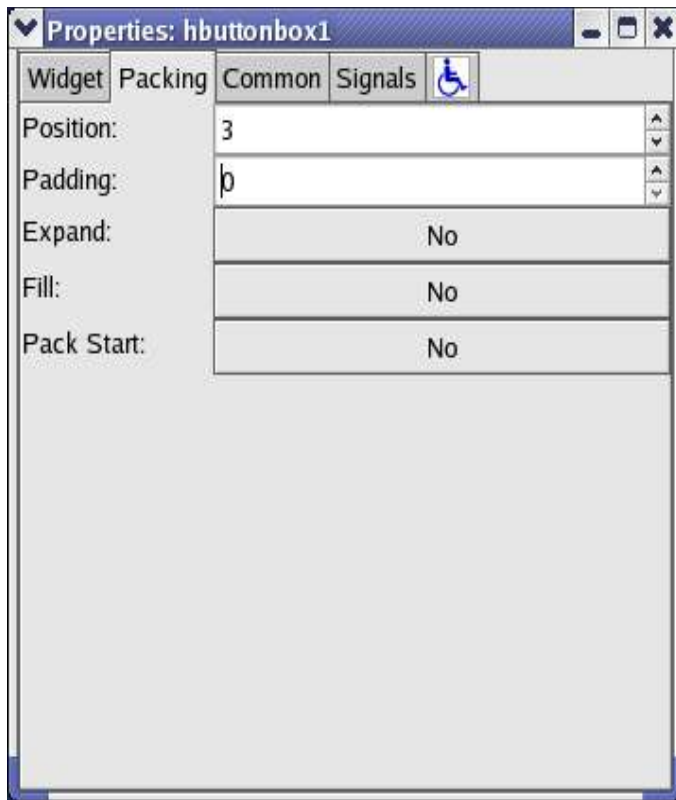 Properties: hbuttonbox1
Widget Packing Common Signals
Position: 3
Padding: 0
Expand: No
Fill: No
Pack Start: No